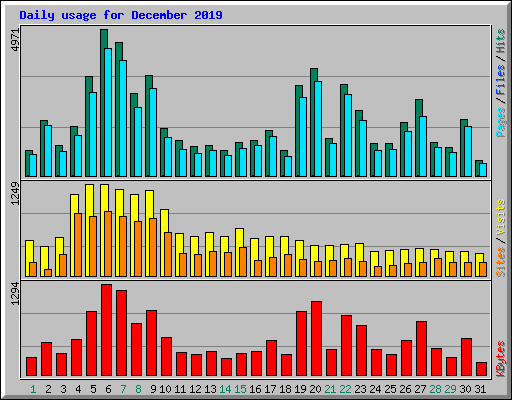 Daily usage for December 2019
4971
Pages / Files / Hits
1249
Sites / Visits
1294
KBytes
1 2 3 4 5 6 7 8 9 10 11 12 13 14 15 16 17 18 19 20 21 22 23 24 25 26 27 28 29 30 31